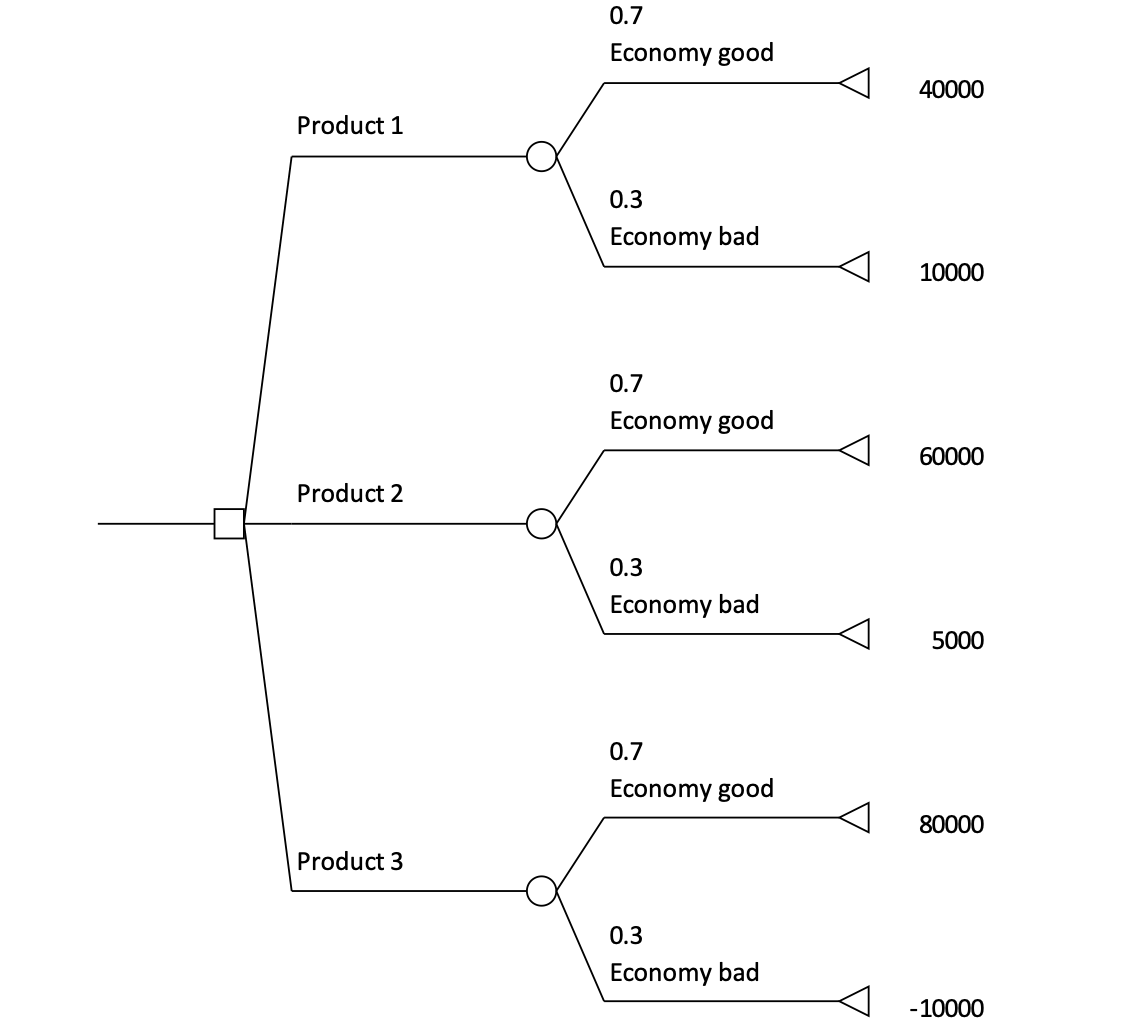 0.7
Economy good
40000
Product 1
0.3
Economy bad
10000
0.7
Economy good
60000
Product 2
0.3
Economy bad
5000
0.7
Economy good
80000
Product 3
0.3
Economy bad
-10000